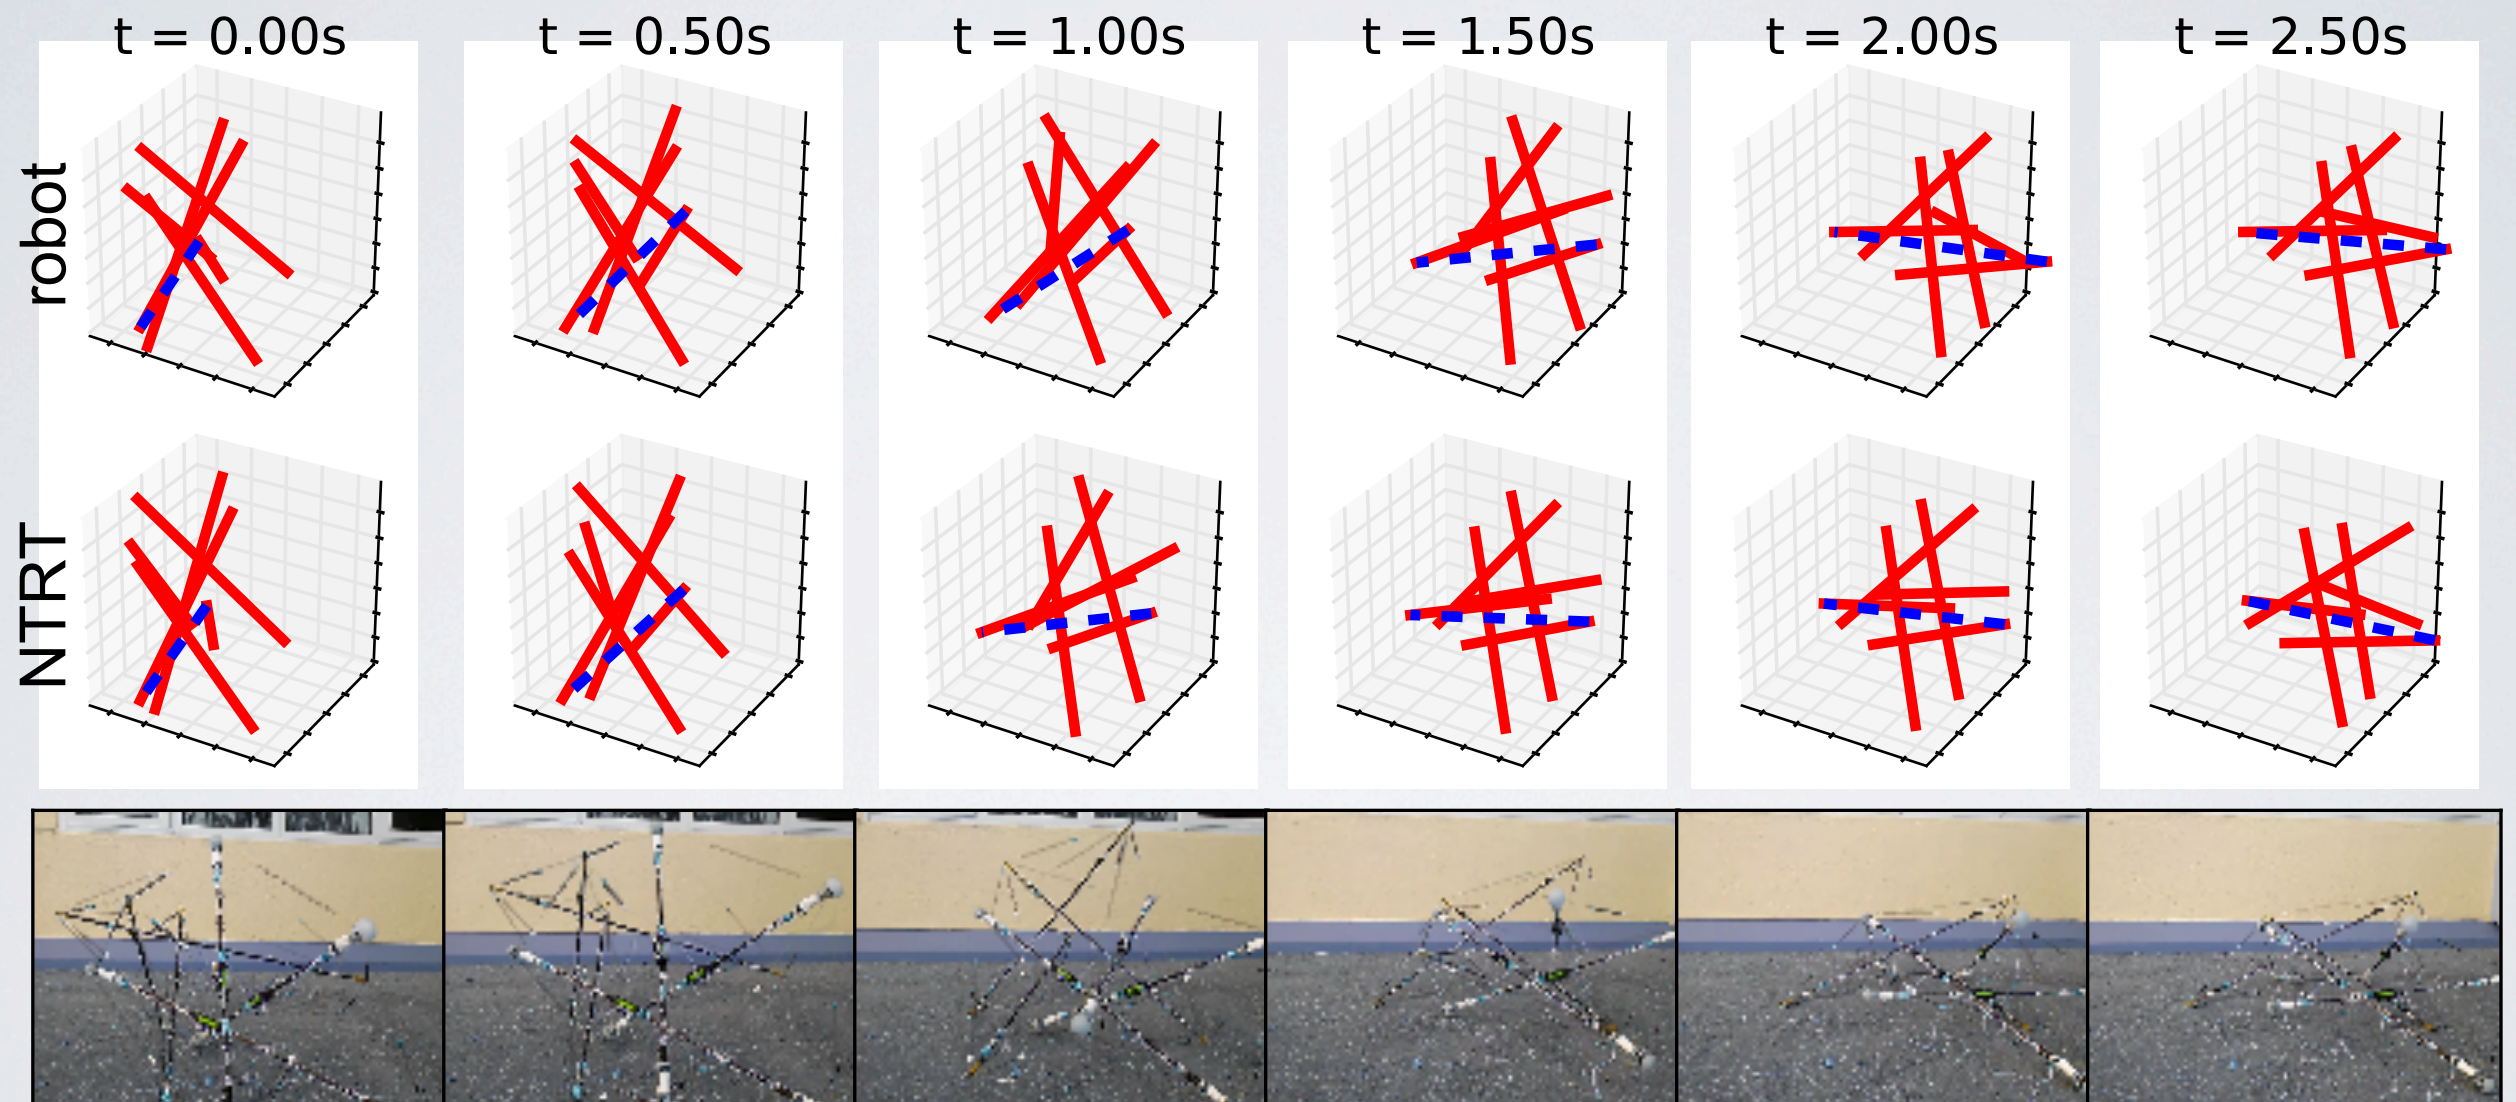 t = 0.00s t = 0.50s t = 1.00s t = 1.50s t = 2.00s t = 2.50s
robot
NTRT